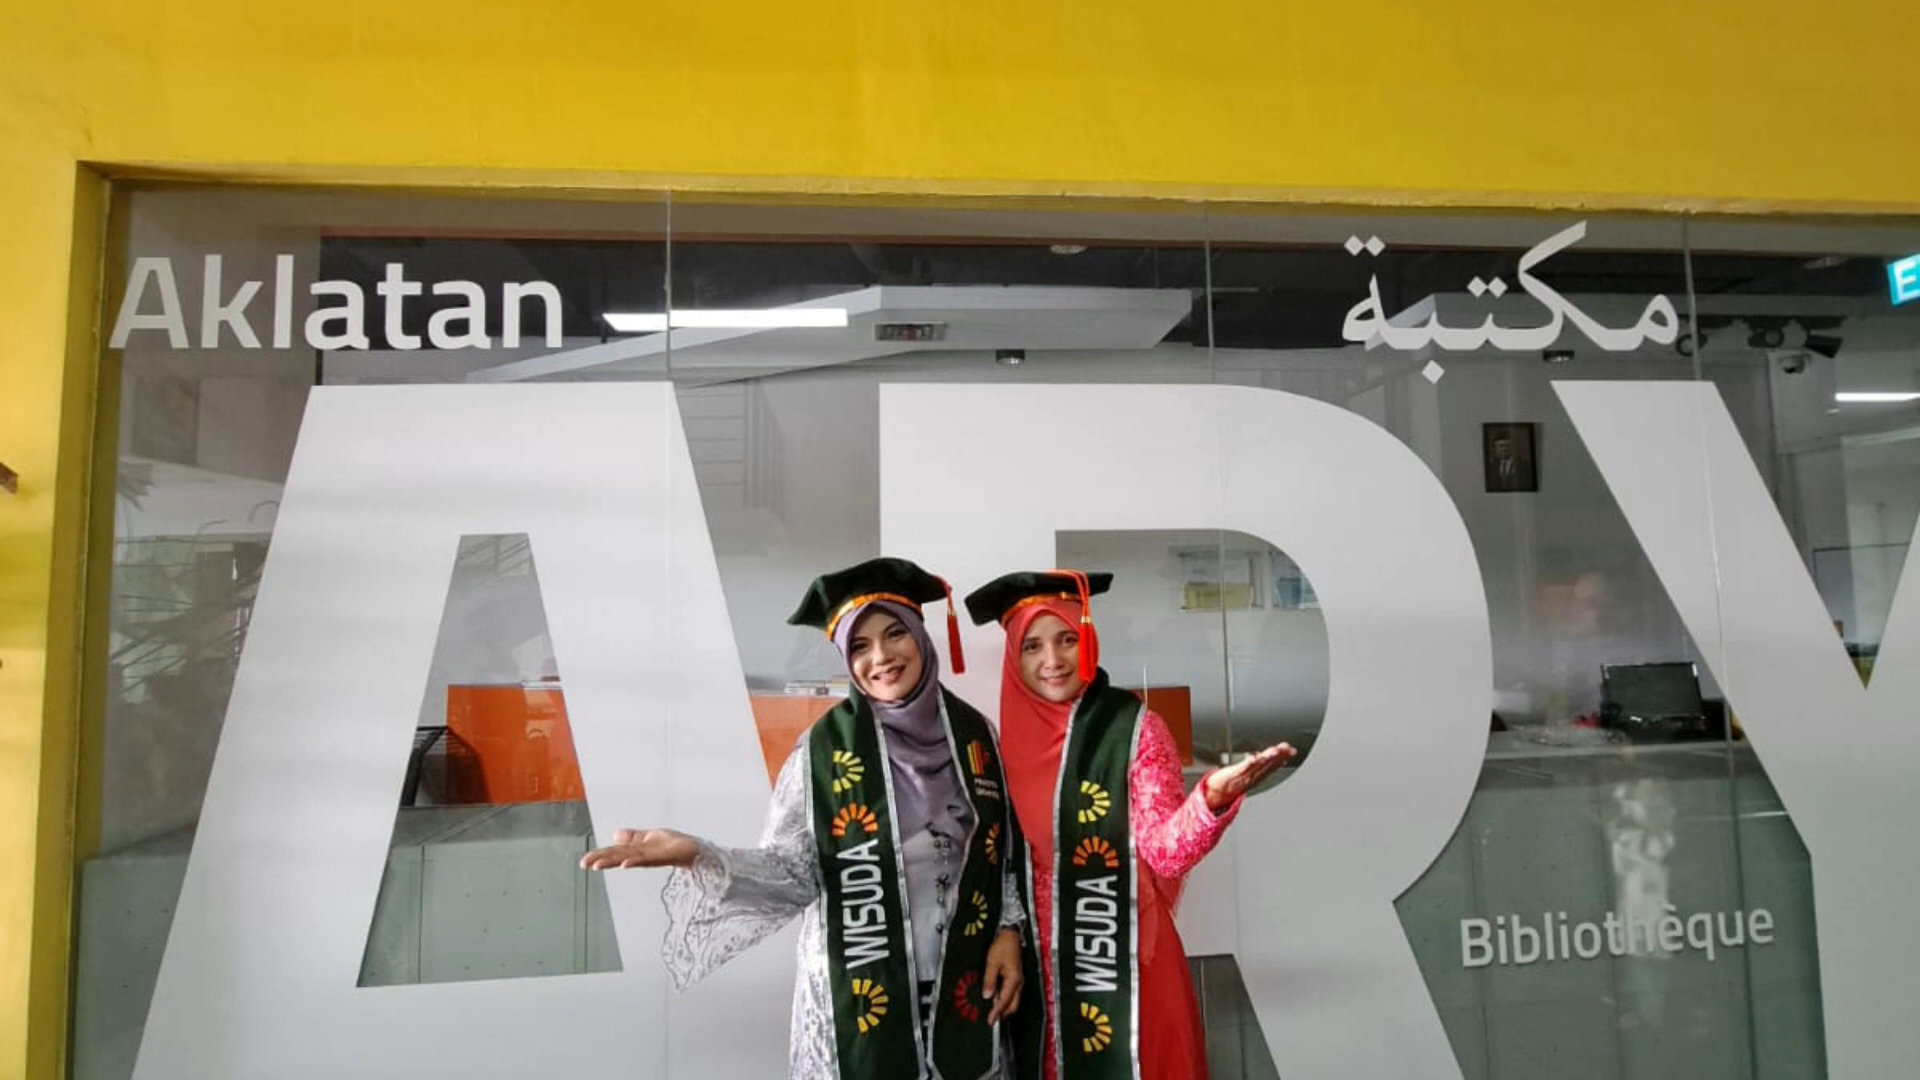 Aklatan
مكتبة
E
ARY
Bibliothèque
WISUDA
WISUDA